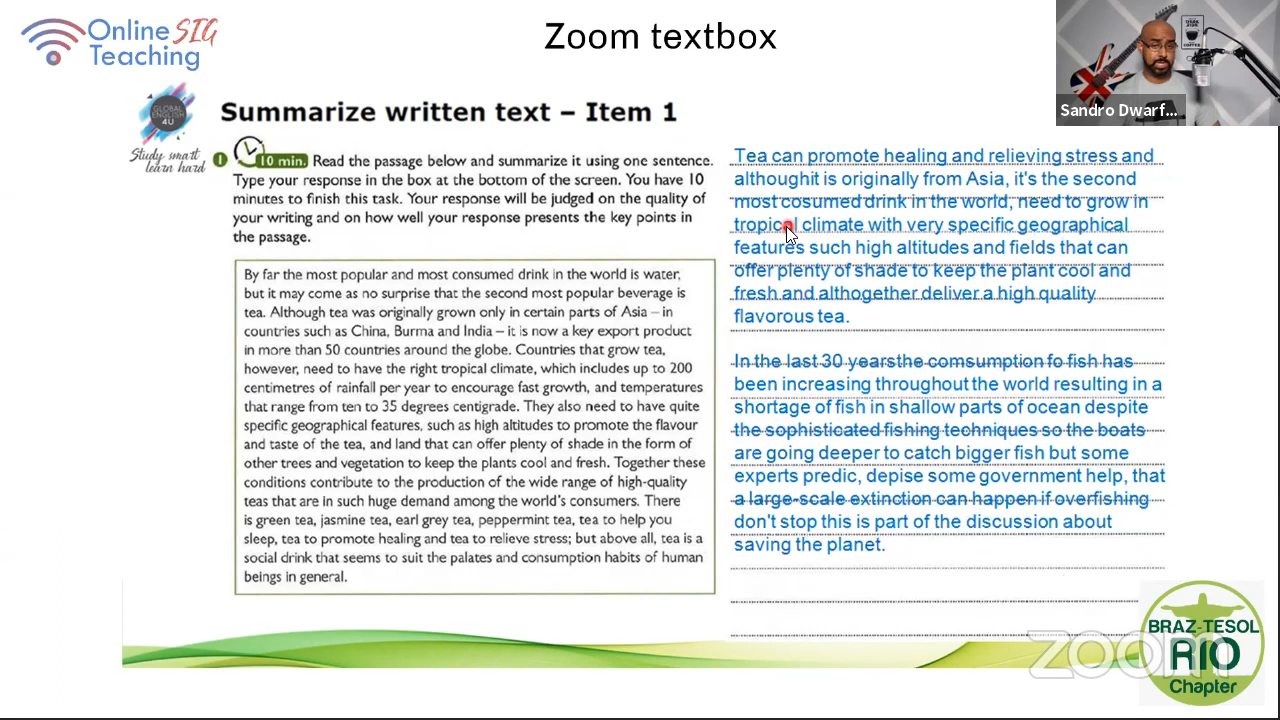 Online SIG
Teaching
Zoom textbox
Sandro Dwarf...
GLOBAL
ENGLISH
4U
Study smart
learn hard
Summarize written text – Item 1
10 min. Read the passage below and summarize it using one sentence.
Type your response in the box at the bottom of the screen. You have 10
minutes to finish this task. Your response will be judged on the quality of
your writing and on how well your response presents the key points in
the passage.
By far the most popular and most consumed drink in the world is water,
but it may come as no surprise that the second most popular beverage is
tea. Although tea was originally grown only in certain parts of Asia – in
countries such as China, Burma and India – it is now a key export product
in more than 50 countries around the globe. Countries that grow tea,
however, need to have the right tropical climate, which includes up to 200
centimetres of rainfall per year to encourage fast growth, and temperatures
that range from ten to 35 degrees centigrade. They also need to have quite
specific geographical features, such as high altitudes to promote the flavour
and taste of the tea, and land that can offer plenty of shade in the form of
other trees and vegetation to keep the plants cool and fresh. Together these
conditions contribute to the production of the wide range of high-quality
teas that are in such huge demand among the world's consumers. There
is green tea, jasmine tea, earl grey tea, peppermint tea, tea to help you
sleep, tea to promote healing and tea to relieve stress; but above all, tea is a
social drink that seems to suit the palates and consumption habits of human
beings in general.
Tea can promote healing and relieving stress and
althoughit is originally from Asia, it's the second
most cosumed drink in the world, need to grow in
tropical climate with very specific geographical
features such high altitudes and fields that can
offer plenty of shade to keep the plant cool and
fresh and althogether deliver a high quality
flavorous tea.
In the last 30 yearsthe comsumption fo fish has
been increasing throughout the world resulting in a
shortage of fish in shallow parts of ocean despite
the sophisticated fishing techniques so the boats
are going deeper to catch bigger fish but some
experts predic, depise some government help, that
a large-scale extinction can happen if overfishing
don't stop this is part of the discussion about
saving the planet.
zoom
BRAZ-TESOL
RIO
Chapter